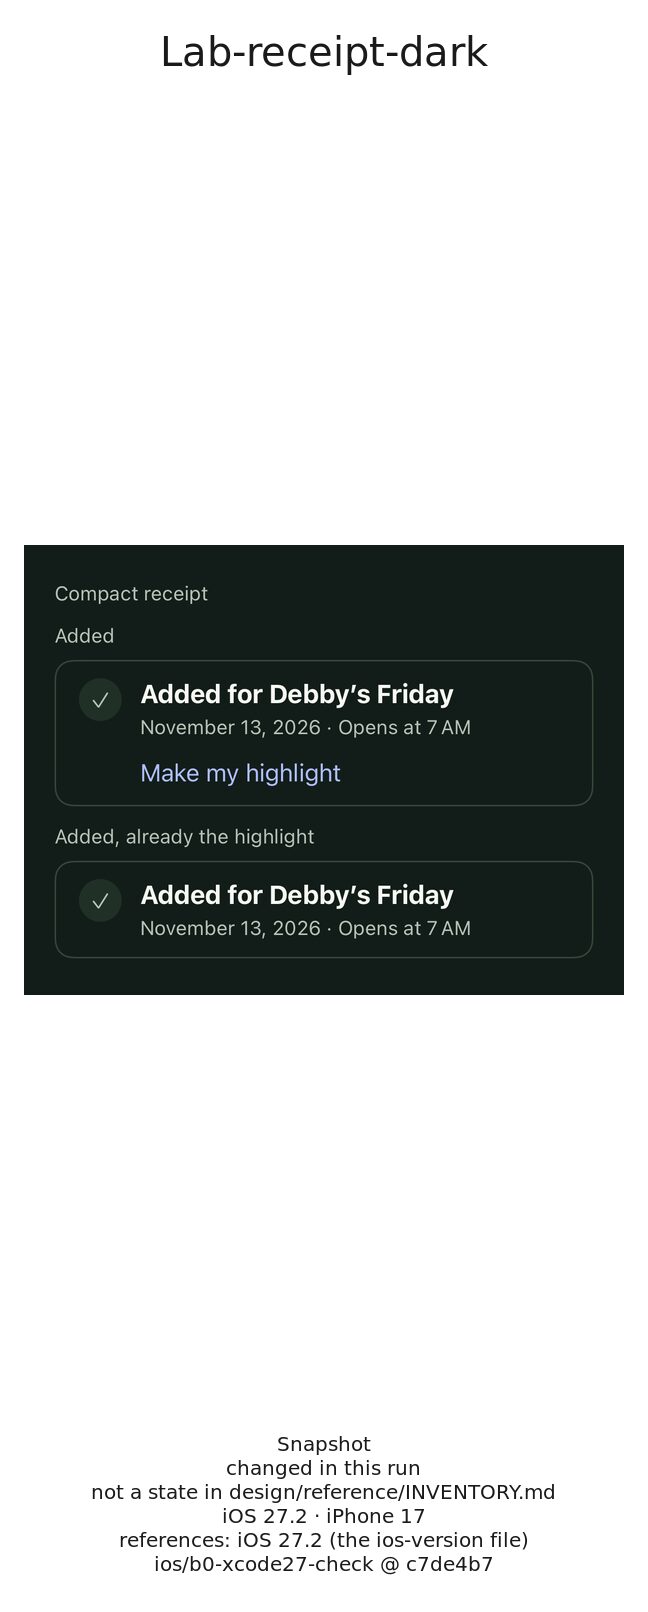 Lab-receipt-dark
Compact receipt
Added
Added for Debby’s Friday
November 13, 2026 · Opens at 7 AM
Make my highlight
Added, already the highlight
Added for Debby’s Friday
November 13, 2026 · Opens at 7 AM
Snapshot
changed in this run
not a state in design/reference/INVENTORY.md
iOS 27.2 · iPhone 17
references: iOS 27.2 (the ios-version file)
ios/b0-xcode27-check @ c7de4b7